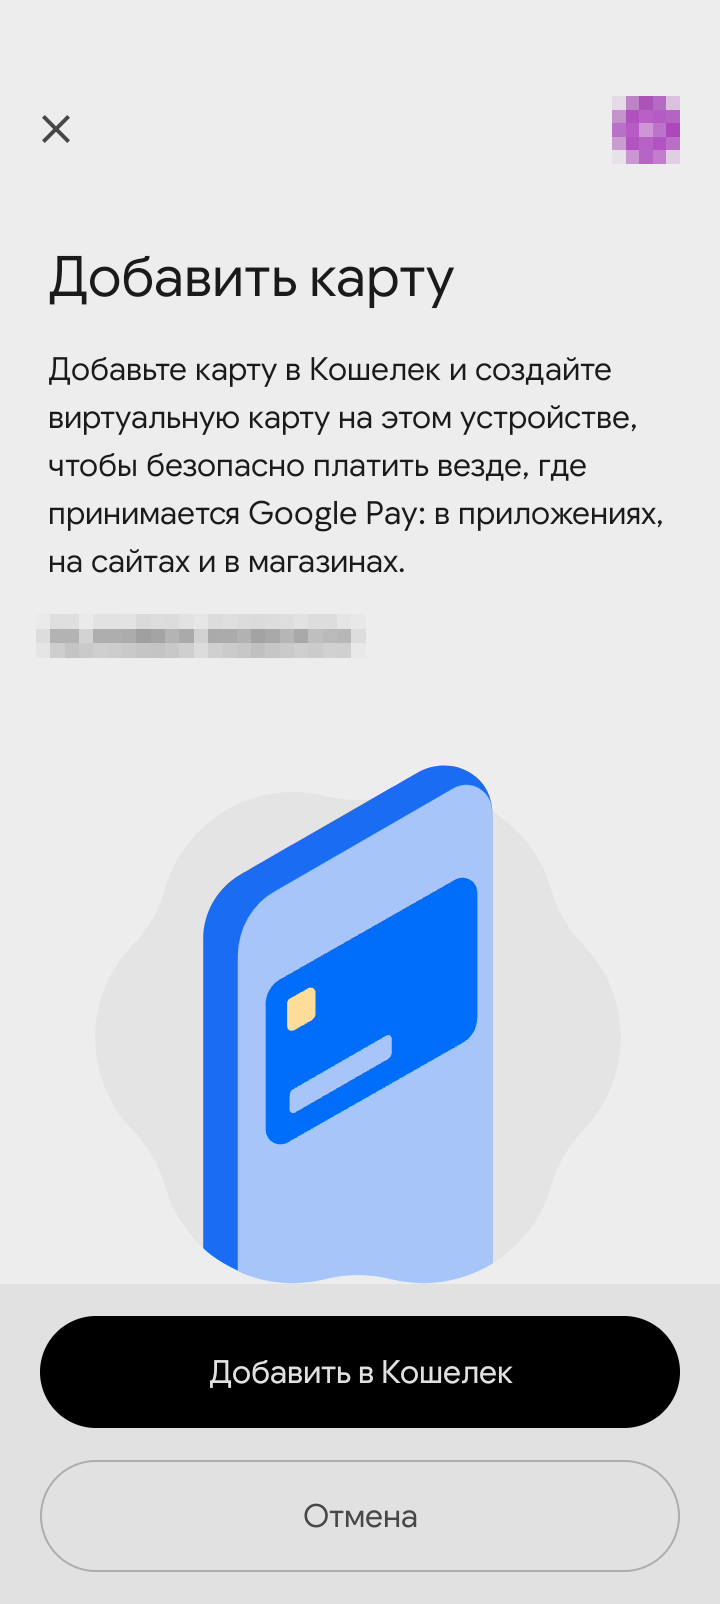 Добавить карту
Добавьте карту в Кошелек и создайте
виртуальную карту на этом устройстве,
чтобы безопасно платить везде, где
принимается Google Pay: в приложениях,
на сайтах и в магазинах.
Добавить в Кошелек
Отмена